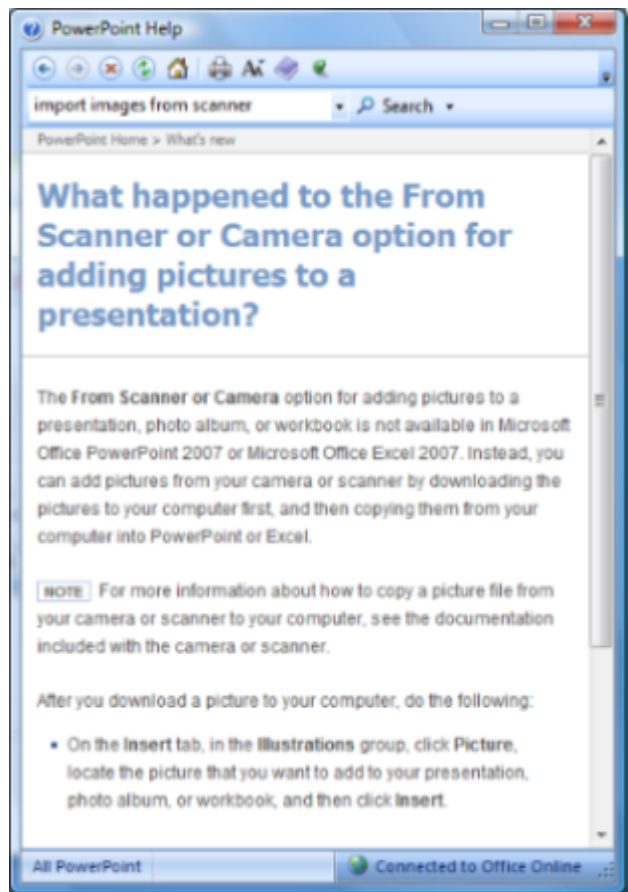 PowerPoint Help
import images from scanner
Search
PowerPoint Home > What's new
What happened to the From
Scanner or Camera option for
adding pictures to a
presentation?
The From Scanner or Camera option for adding pictures to a
presentation, photo album, or workbook is not available in Microsoft
Office PowerPoint 2007 or Microsoft Office Excel 2007. Instead, you
can add pictures from your camera or scanner by downloading the
pictures to your computer first, and then copying them from your
computer into PowerPoint or Excel.
NOTE For more information about how to copy a picture file from
your camera or scanner to your computer, see the documentation
included with the camera or scanner.
After you download a picture to your computer, do the following:
• On the Insert tab, in the Illustrations group, click Picture,
locate the picture that you want to add to your presentation,
photo album, or workbook, and then click Insert.
All PowerPoint
Connected to Office Online